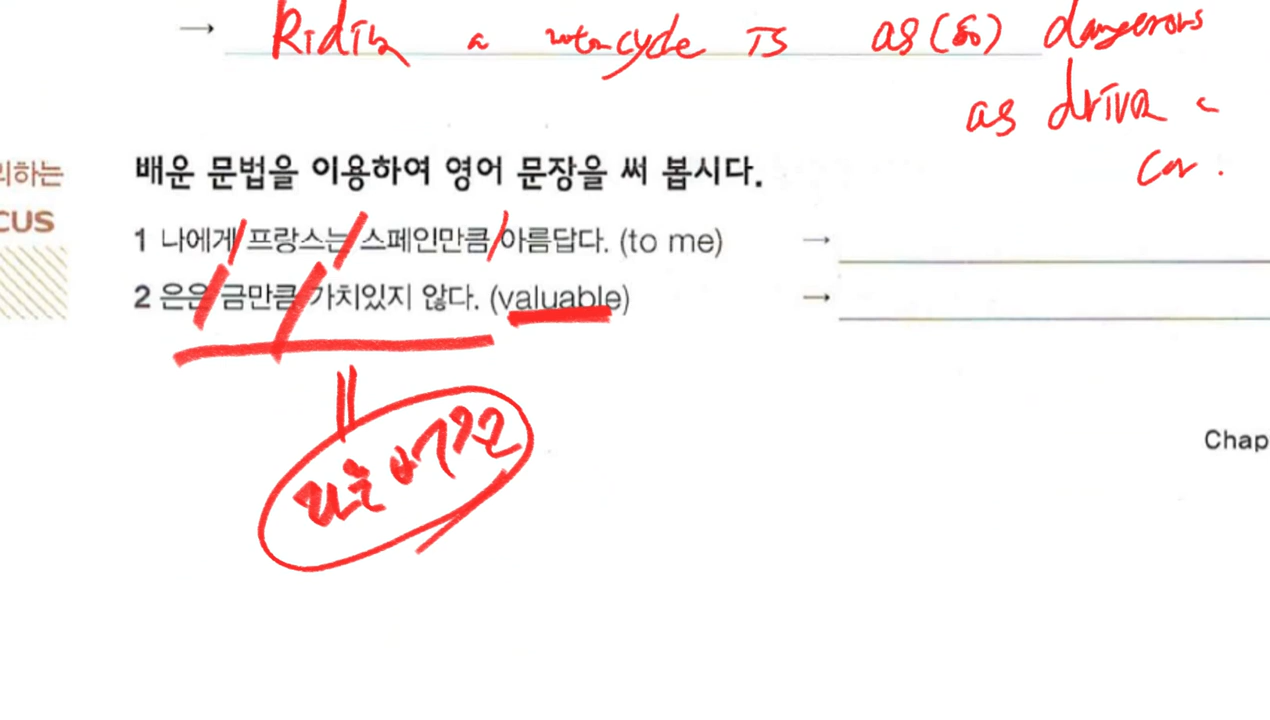 → Riding a motorcycle is as(so) dangerous
as driving a
car.
리하는
CUS
배운 문법을 이용하여 영어 문장을 써 봅시다.
1 나에게 프랑스는 스페인만큼 아름답다. (to me) →
2 은은 금만큼 가치있지 않다. (valuable) →
Chap